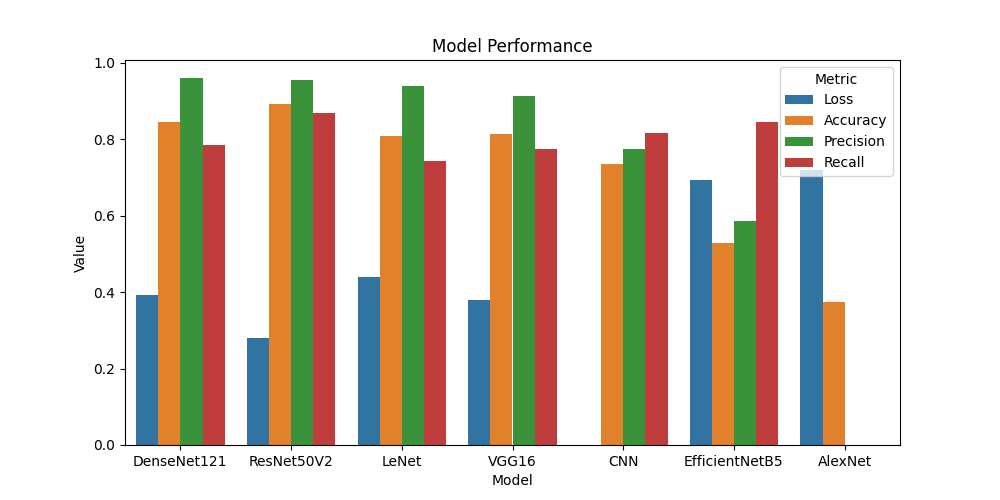 Model Performance
1.0
0.8
0.6
0.4
0.2
0.0
Value
Metric
Loss
Accuracy
Precision
Recall
DenseNet121 ResNet50V2 LeNet VGG16 CNN EfficientNetB5 AlexNet
Model